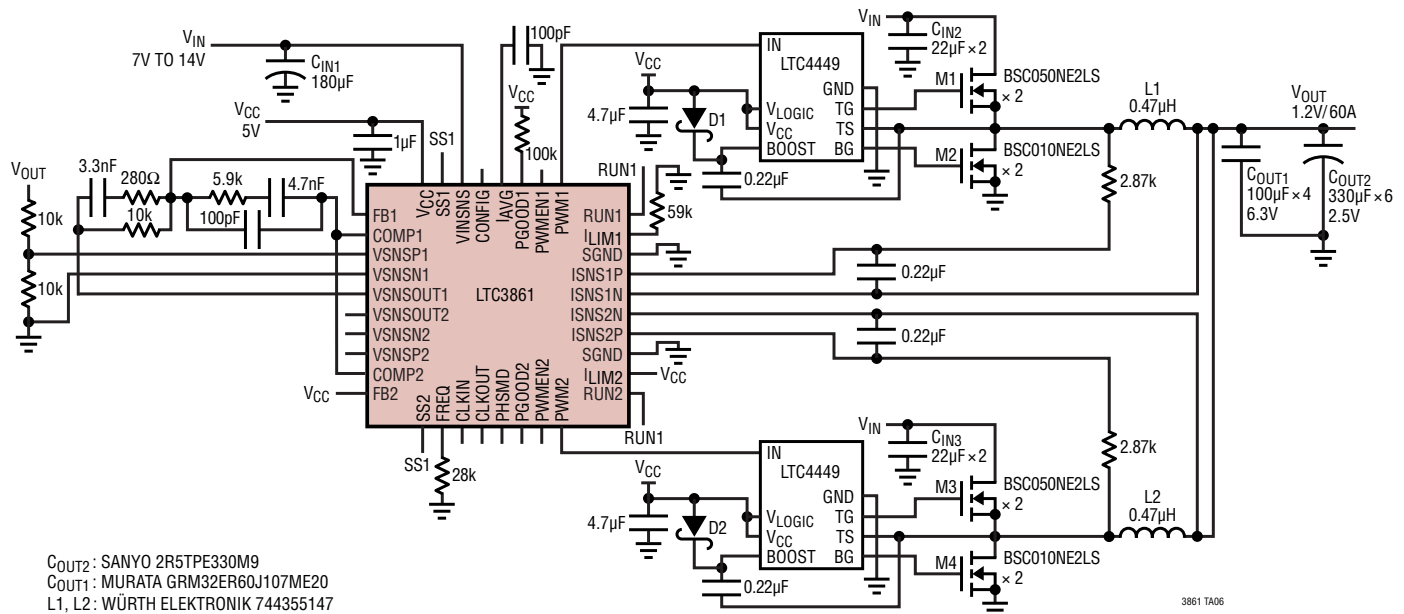 VIN
7V TO 14V
CIN1
180µF
VCC
5V
1µF
SS1
100pF
VCC
100k
VOUT
3.3nF
280Ω
10k
5.9k
4.7nF
100pF
10k
10k
VCC
SS1
VINSNS
CONFIG
IAVG
PGOOD1
PWMEN1
PWM1
FB1
COMP1
VSNSP1
VSNSN1
VSNSOUT1
VSNSOUT2
VSNSN2
VSNSP2
COMP2
FB2
VCC
LTC3861
RUN1
ILIM1
SGND
ISNS1P
ISNS1N
ISNS2N
ISNS2P
SGND
ILIM2
RUN2
SS2
FREQ
CLKIN
CLKOUT
PHSMD
PGOOD2
PWMEN2
PWM2
SS1
28k
RUN1
59k
VCC
RUN1
VCC
4.7µF
D1
0.22µF
IN
LTC4449
GND
VLOGIC
TG
VCC
TS
BOOST
BG
VIN
CIN2
22µF × 2
M1
BSC050NE2LS
× 2
M2
BSC010NE2LS
× 2
L1
0.47µH
2.87k
VOUT
1.2V/60A
COUT1
100µF × 4
6.3V
COUT2
330µF × 6
2.5V
0.22µF
0.22µF
VCC
4.7µF
D2
0.22µF
IN
LTC4449
GND
VLOGIC
TG
VCC
TS
BOOST
BG
VIN
CIN3
22µF × 2
M3
BSC050NE2LS
× 2
M4
BSC010NE2LS
× 2
2.87k
L2
0.47µH
COUT2: SANYO 2R5TPE330M9
COUT1: MURATA GRM32ER60J107ME20
L1, L2: WÜRTH ELEKTRONIK 744355147
3861 TA06